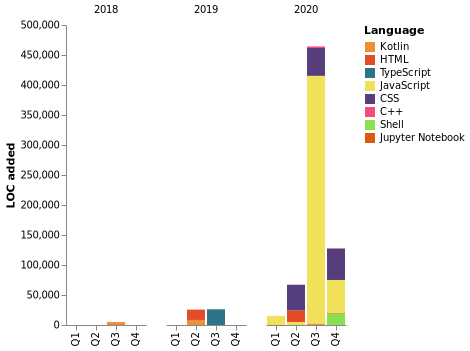 2018 2019 2020
LOC added
500,000
450,000
400,000
350,000
300,000
250,000
200,000
150,000
100,000
50,000
0
Q1 Q2 Q3 Q4 Q1 Q2 Q3 Q4 Q1 Q2 Q3 Q4
Language
Kotlin
HTML
TypeScript
JavaScript
CSS
C++
Shell
Jupyter Notebook